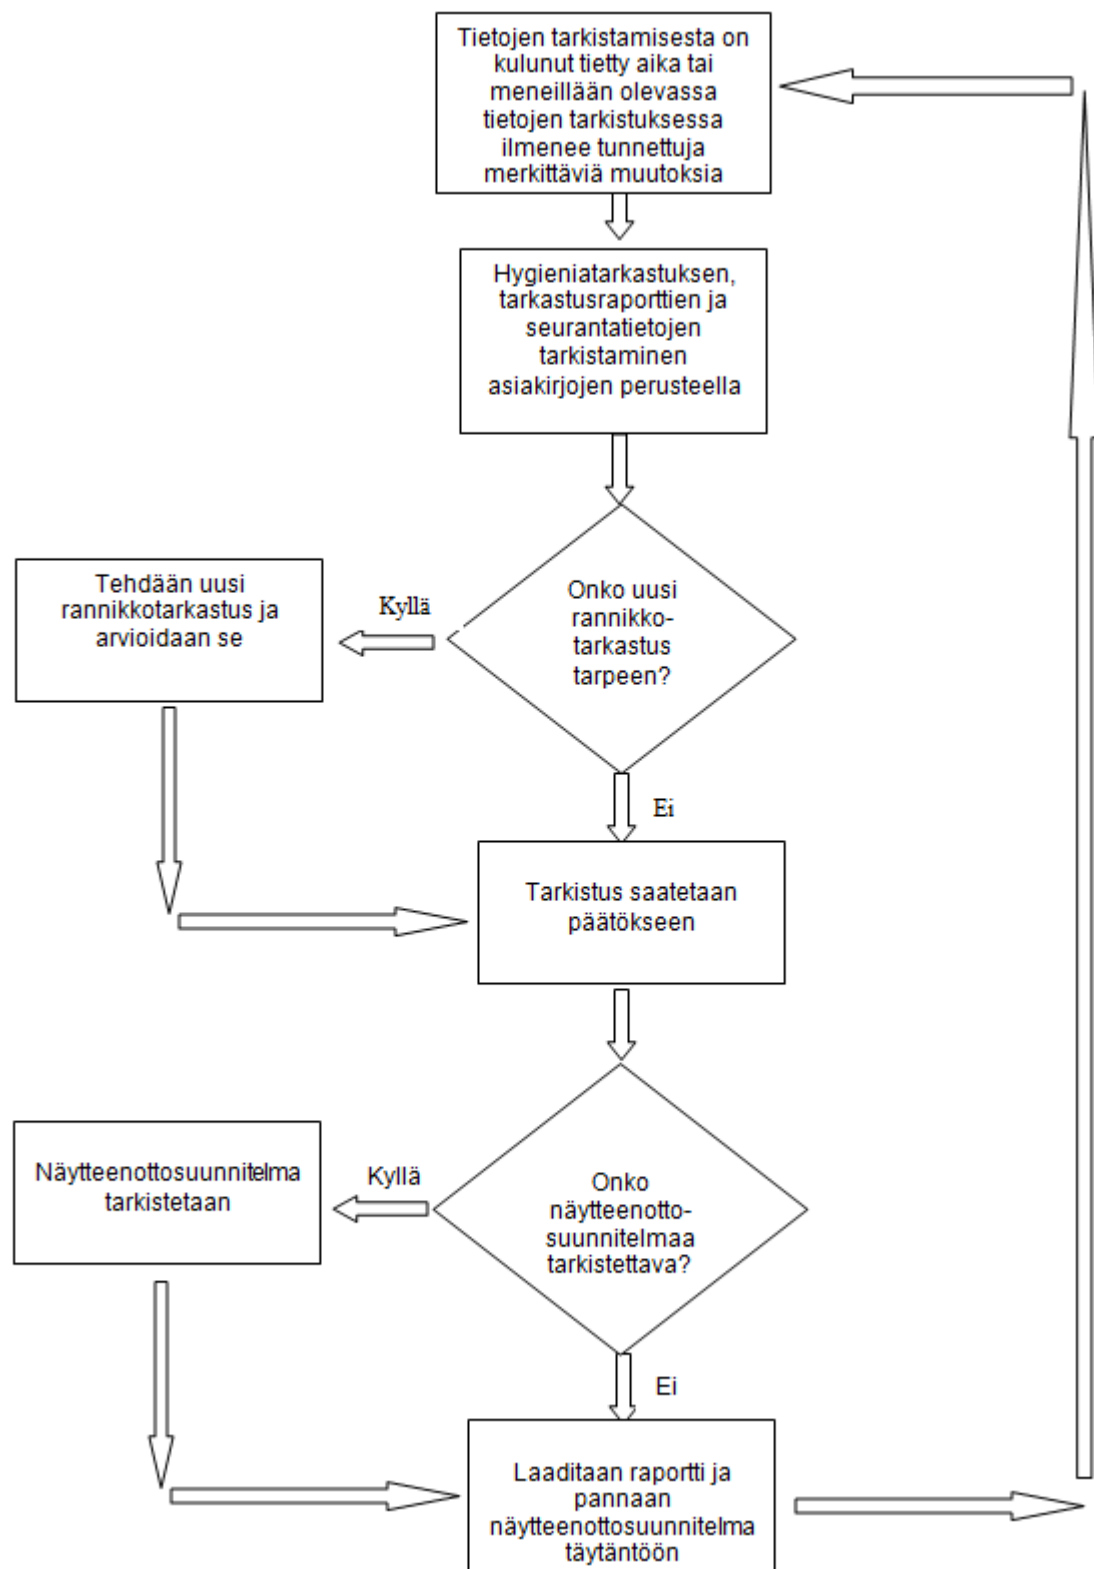 Tietojen tarkistamisesta on
kulunut tietty aika tai
meneillään olevassa
tietojen tarkistuksessa
ilmenee tunnettuja
merkittäviä muutoksia
Hygieniatarkastuksen,
tarkastusraporttien ja
seurantatietojen
tarkistaminen
asiakirjojen perusteella
Onko uusi
rannikko-
tarkastus
tarpeen?
Kyllä
Tehdään uusi
rannikkotarkastus ja
arvioidaan se
Ei
Tarkistus saatetaan
päätökseen
Onko
näytteenotto-
suunnitelmaa
tarkistettava?
Kyllä
Näytteenottosuunnitelma
tarkistetaan
Ei
Laaditaan raportti ja
pannaan
näytteenottosuunnitelma
täytäntöön